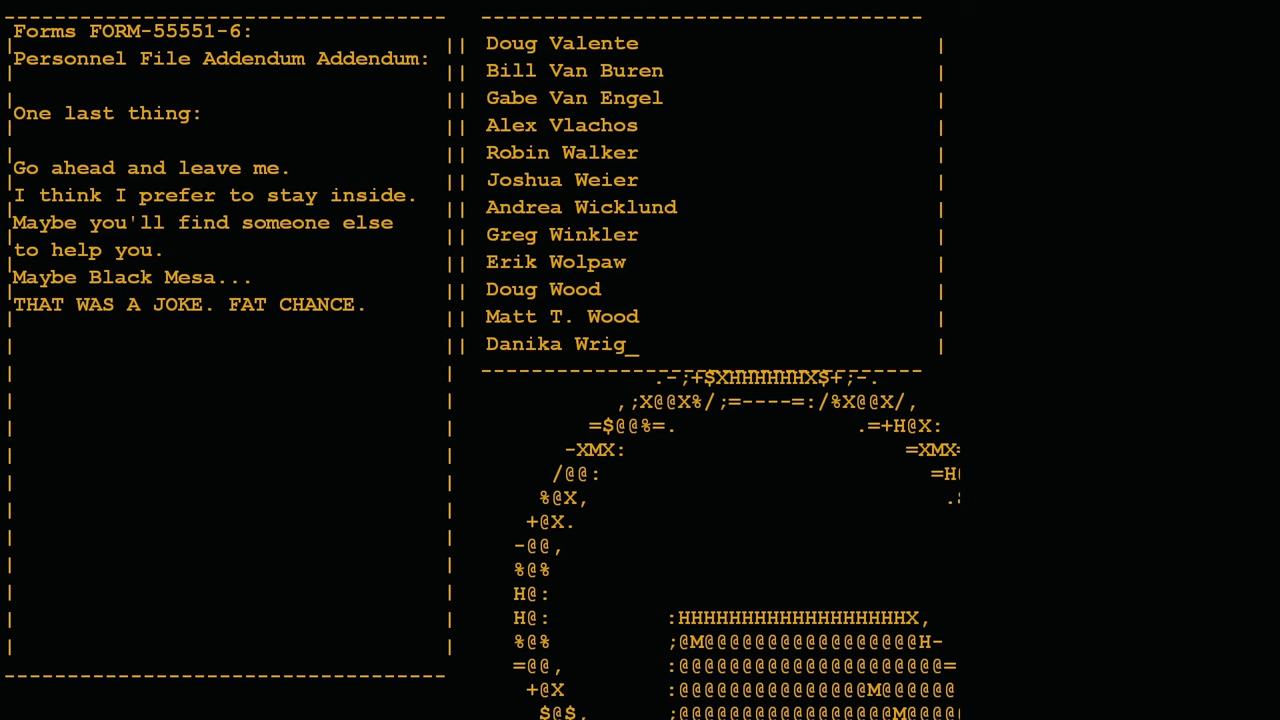 Forms FORM-55551-6:
Personnel File Addendum Addendum:
One last thing:
Go ahead and leave me.
I think I prefer to stay inside.
Maybe you'll find someone else
to help you.
Maybe Black Mesa...
THAT WAS A JOKE. FAT CHANCE.
Doug Valente
Bill Van Buren
Gabe Van Engel
Alex Vlachos
Robin Walker
Joshua Weier
Andrea Wicklund
Greg Winkler
Erik Wolpaw
Doug Wood
Matt T. Wood
Danika Wrig_